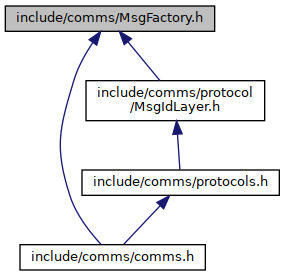 include/comms/MsgFactory.h
include/comms/protocol
/MsgIdLayer.h
include/comms/protocols.h
include/comms/comms.h